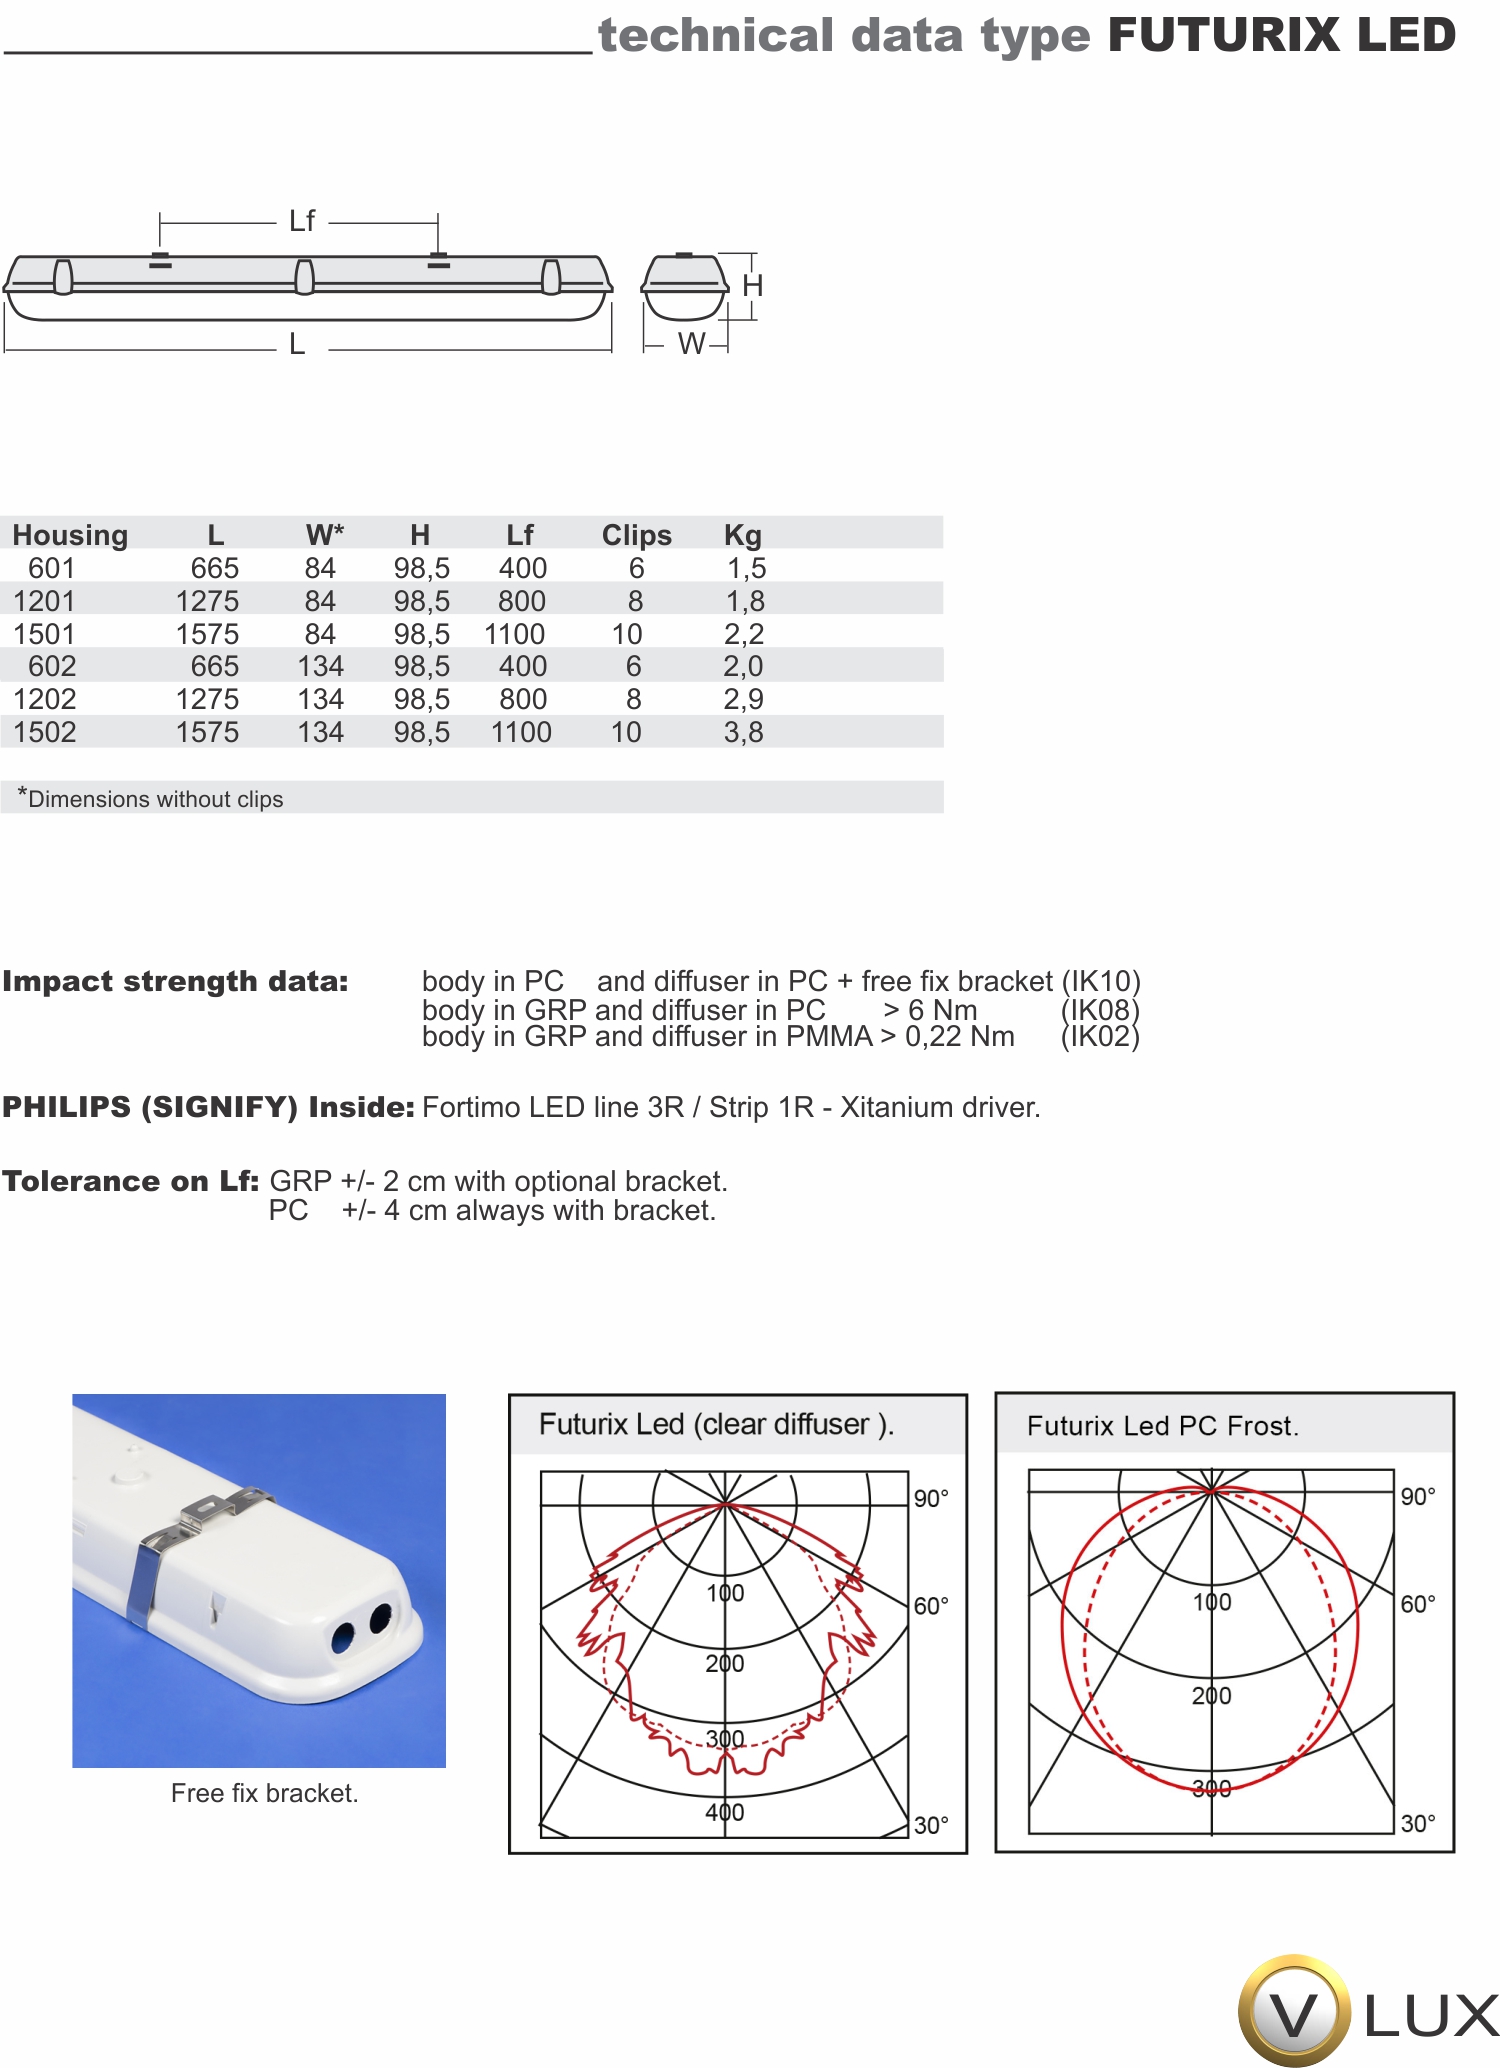 technical data type FUTURIX LED
Lf
H
L
W
Housing L W* H Lf Clips Kg
601 665 84 98,5 400 6 1,5
1201 1275 84 98,5 800 8 1,8
1501 1575 84 98,5 1100 10 2,2
602 665 134 98,5 400 6 2,0
1202 1275 134 98,5 800 8 2,9
1502 1575 134 98,5 1100 10 3,8
*Dimensions without clips
Impact strength data: body in PC and diffuser in PC + free fix bracket (IK10)
body in GRP and diffuser in PC > 6 Nm (IK08)
body in GRP and diffuser in PMMA > 0,22 Nm (IK02)
PHILIPS (SIGNIFY) Inside: Fortimo LED line 3R / Strip 1R - Xitanium driver.
Tolerance on Lf: GRP +/- 2 cm with optional bracket.
PC +/- 4 cm always with bracket.
Free fix bracket.
Futurix Led (clear diffuser ).
90°
100
60°
200
300
400
30°
Futurix Led PC Frost.
90°
100
60°
200
300
30°
V LUX